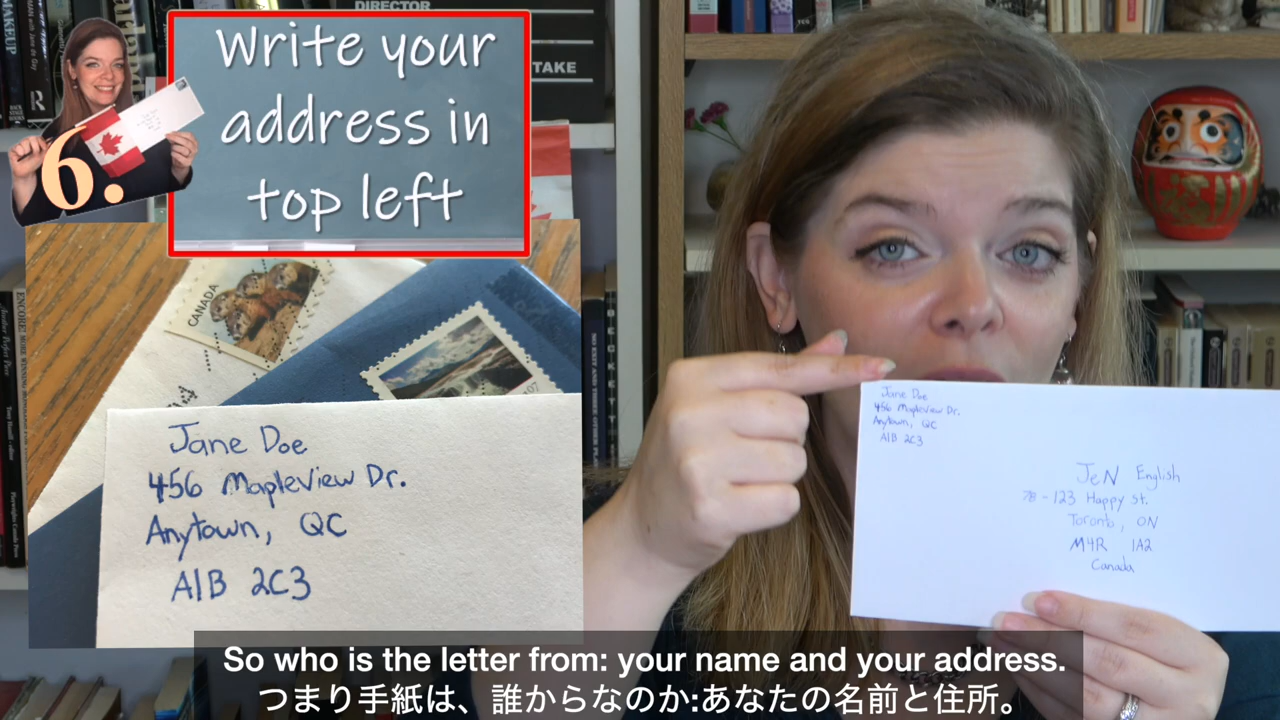 DIRECTOR
TAKE
6.
Write your
address in
top left
CANADA
07
Jane Doe
456 Mapleview Dr.
Anytown, QC
A1B 2C3
Jane Doe
456 Mapleview Dr.
Anytown, QC
A1B 2C3
JeN English
78-123 Happy St.
Toronto, ON
M4R 1A2
Canada
So who is the letter from: your name and your address.
つまり手紙は、誰からなのか:あなたの名前と住所。